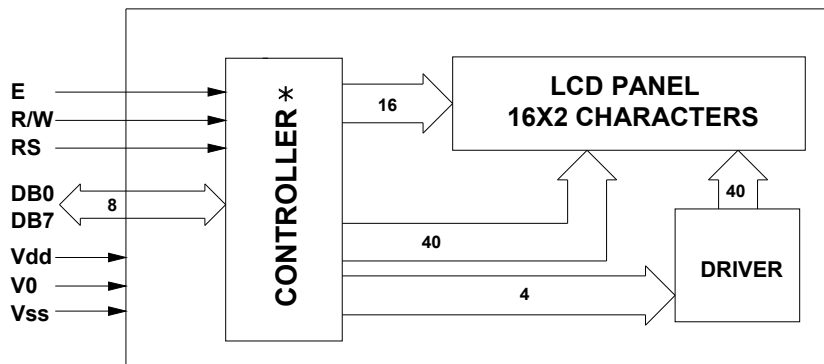 E
R/W
RS
DB0
DB7
8
Vdd
V0
Vss
CONTROLLER*
16
LCD PANEL
16X2 CHARACTERS
40
40
4
DRIVER